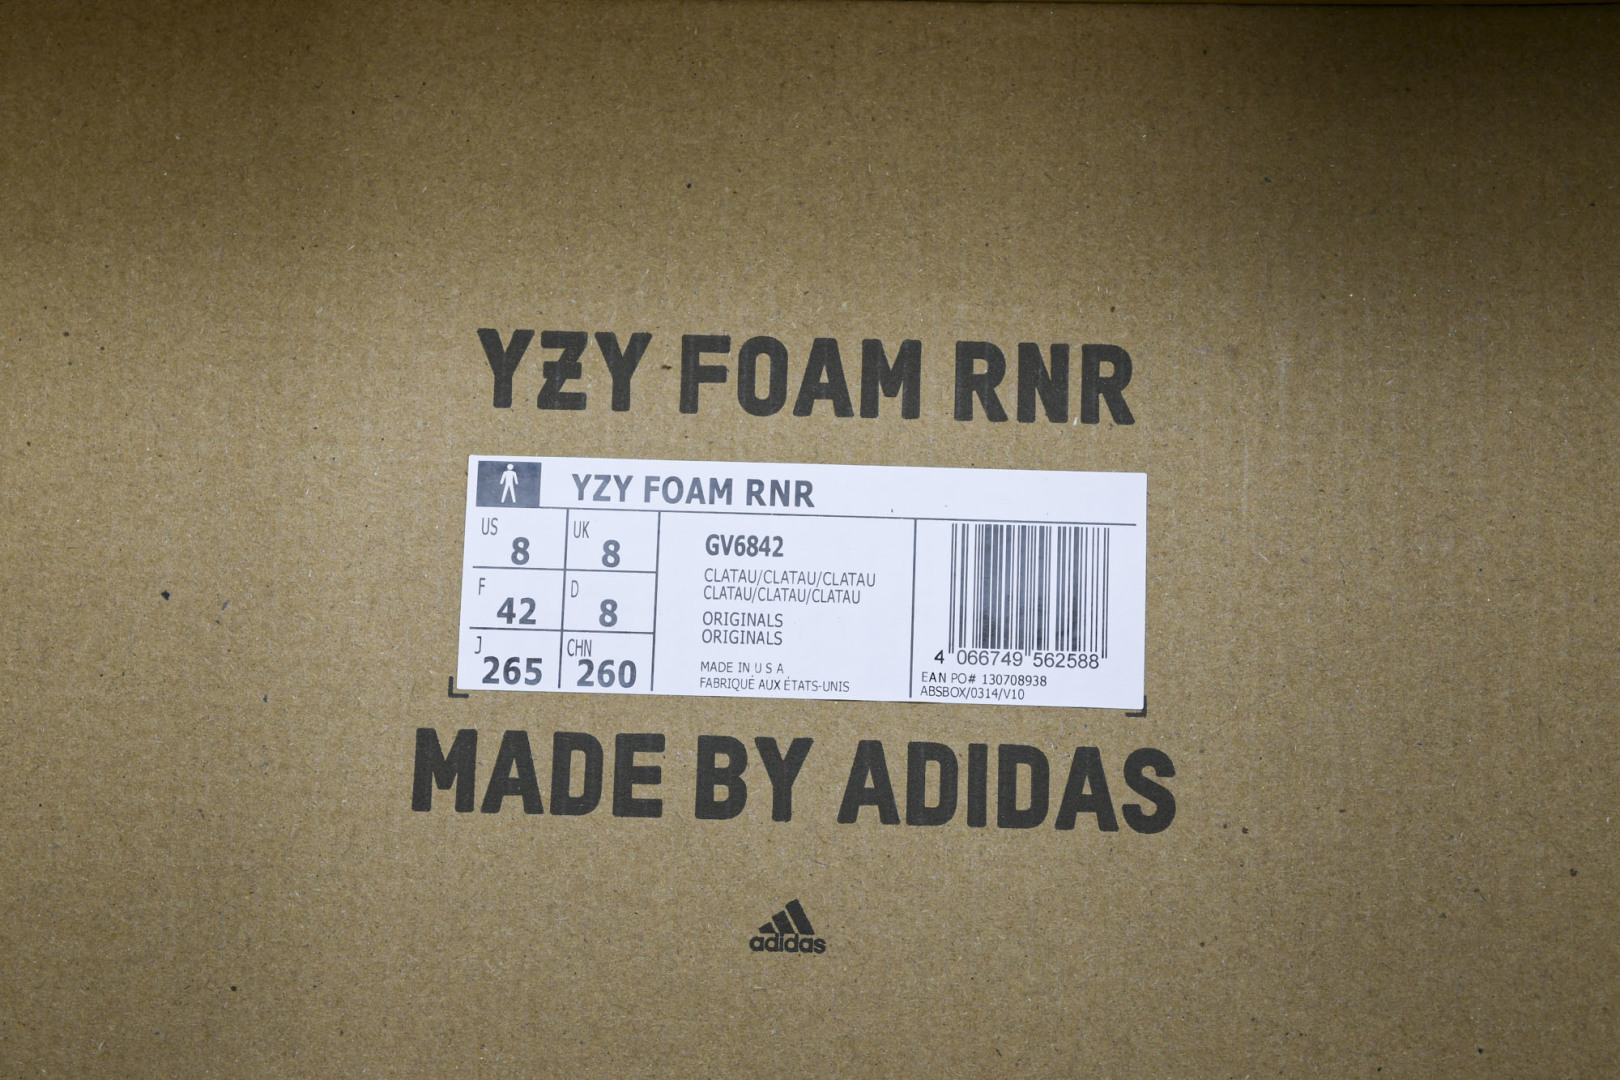 YZY FOAM RNR
YZY FOAM RNR
US 8 UK 8
F 42 D 8
J 265 CHN 260
GV6842
CLATAU/CLATAU/CLATAU
CLATAU/CLATAU/CLATAU
ORIGINALS
ORIGINALS
MADE IN U S A
FABRIQUÉ AUX ÉTATS-UNIS
4 066749 562588
EAN PO# 130708938
ABSBOX/0314/V10
MADE BY ADIDAS
adidas